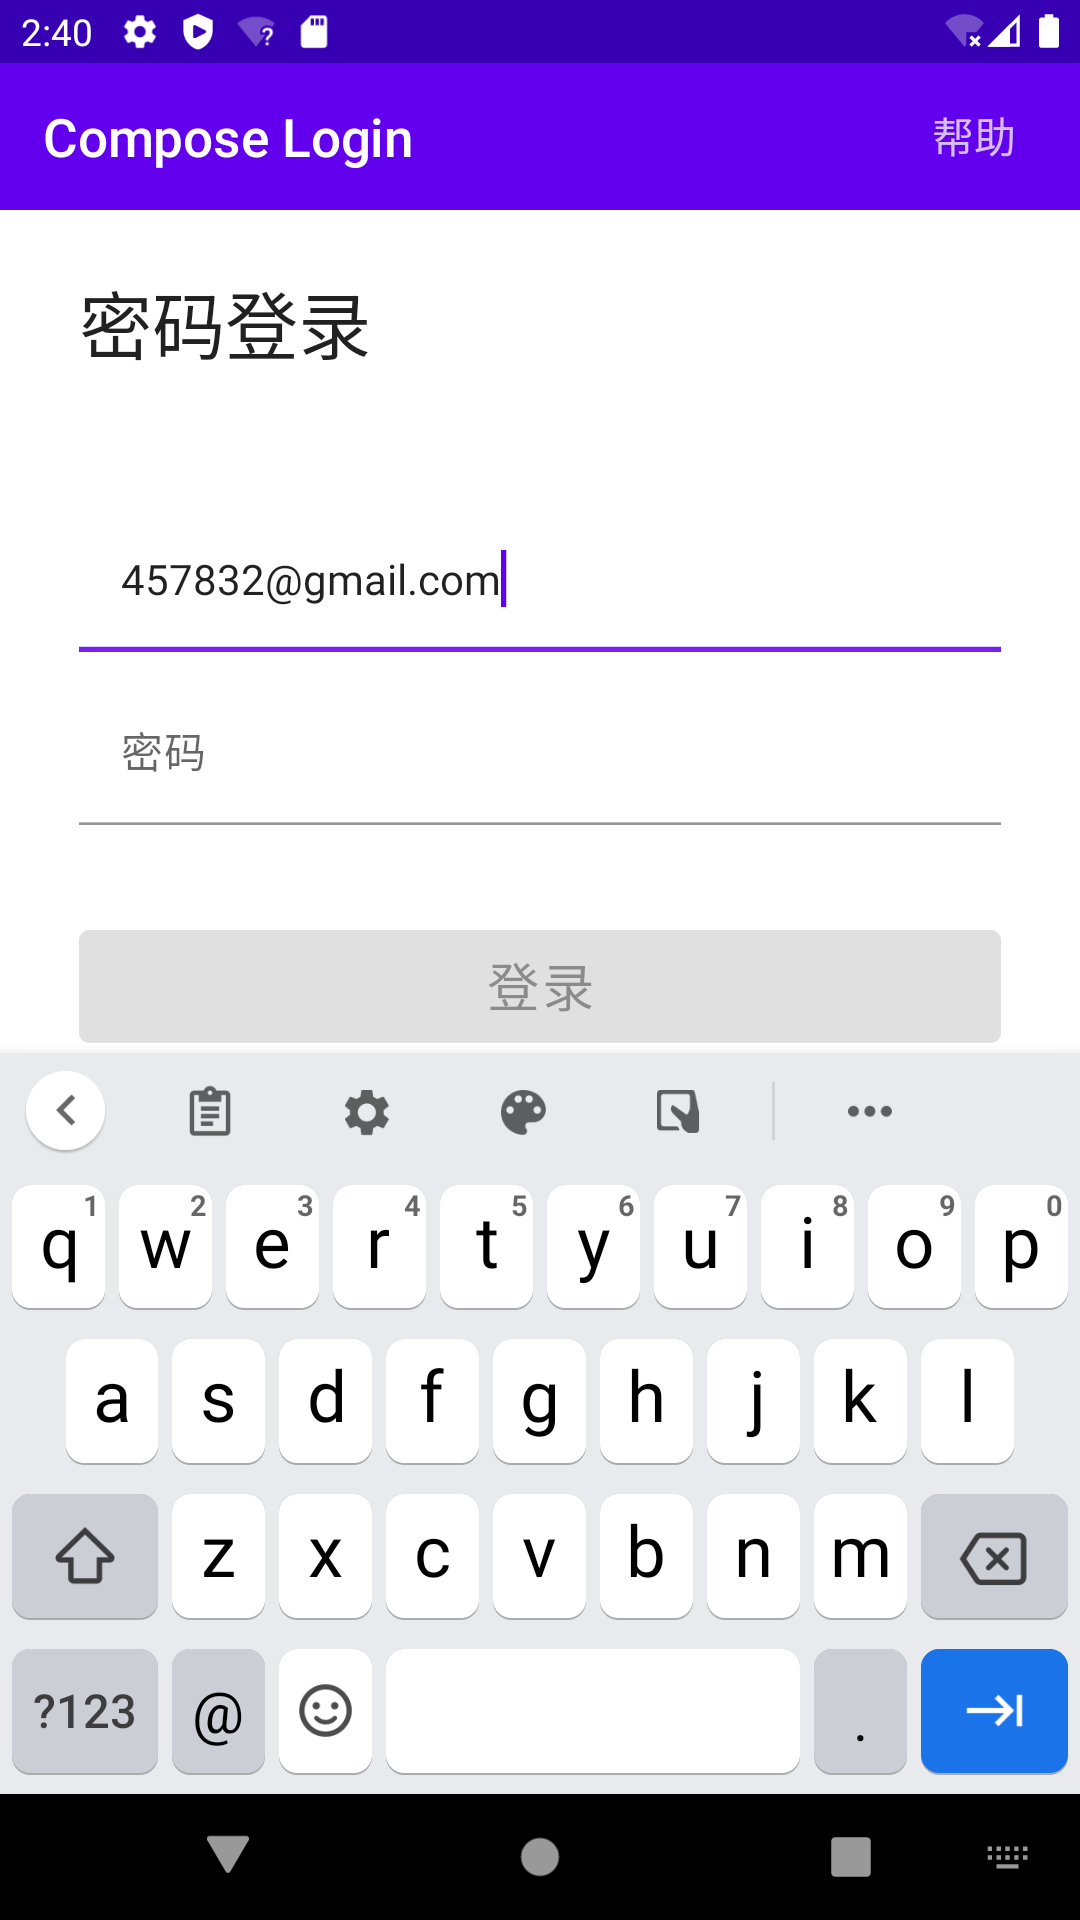 2:40
Compose Login 帮助
密码登录
457832@gmail.com
密码
登录
1 2 3 4 5 6 7 8 9 0
q w e r t y u i o p
a s d f g h j k l
z x c v b n m
?123 @ .